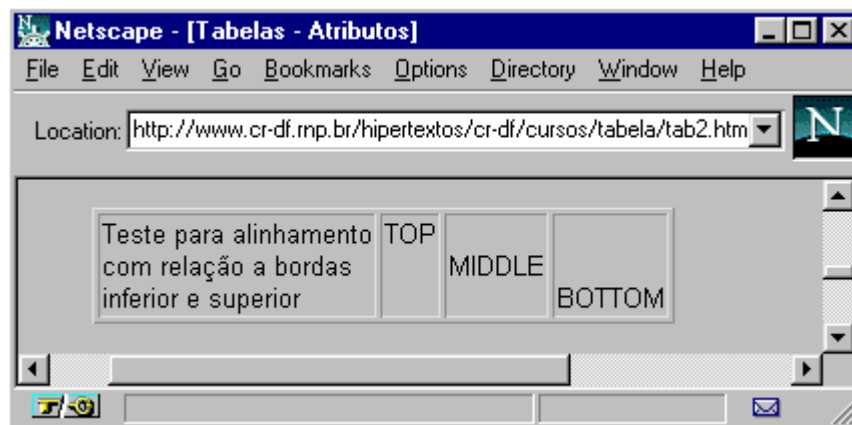 Netscape - [Tabelas - Atributos]
File Edit View Go Bookmarks Options Directory Window Help
Location: http://www.cr-df.rnp.br/hipertextos/cr-df/cursos/tabela/tab2.htm
N
Teste para alinhamento
com relação a bordas
inferior e superior
TOP
MIDDLE
BOTTOM